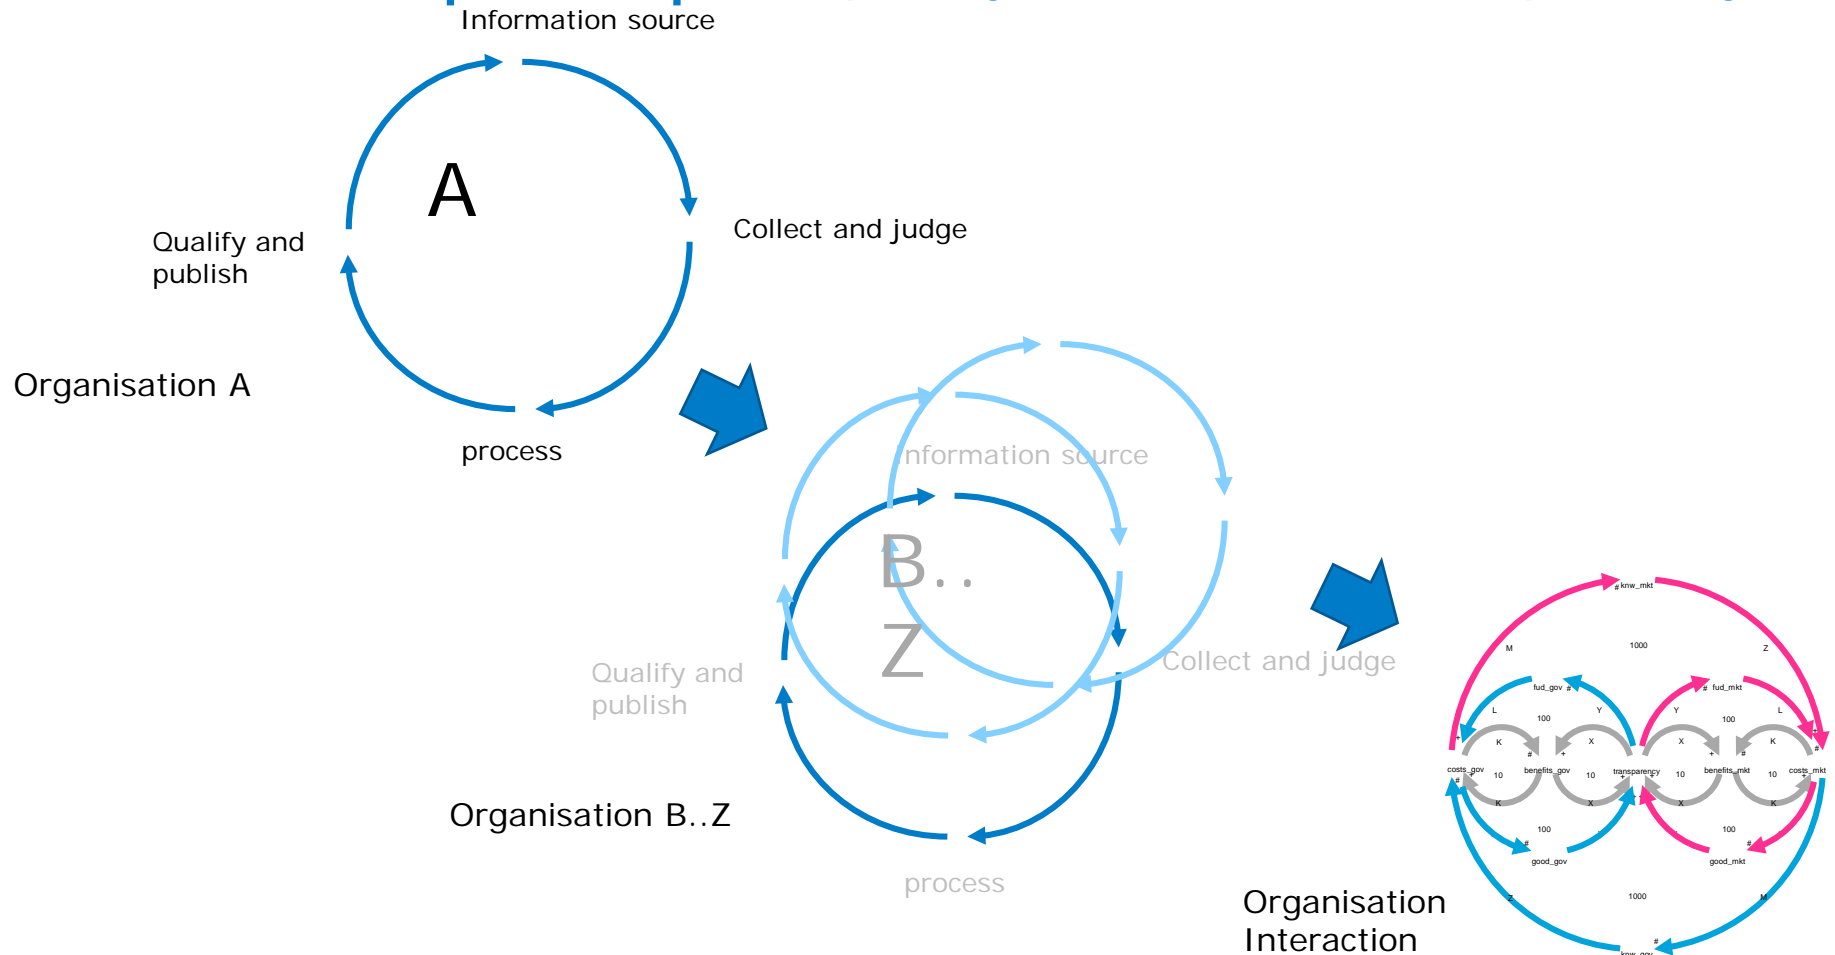 Information source
A
Qualify and
publish
Collect and judge
Organisation A
process
Information source
B..
Z
Qualify and
publish
Collect and judge
Organisation B..Z
process
Organisation
Interaction
# knw_mkt
M
1000
Z
fud_gov #
# fud_mkt
L
100
Y
Y
100
L
+
K
#
+
X
X
+
#
K
+
#
costs_gov
benefits_gov
transparency
benefits_mkt
costs_mkt
#
+
10
10
+
+
10
10
+
K
X
X
K
100
100
#
#
good_gov
good_mkt
Z
1000
M
#
knw_gov